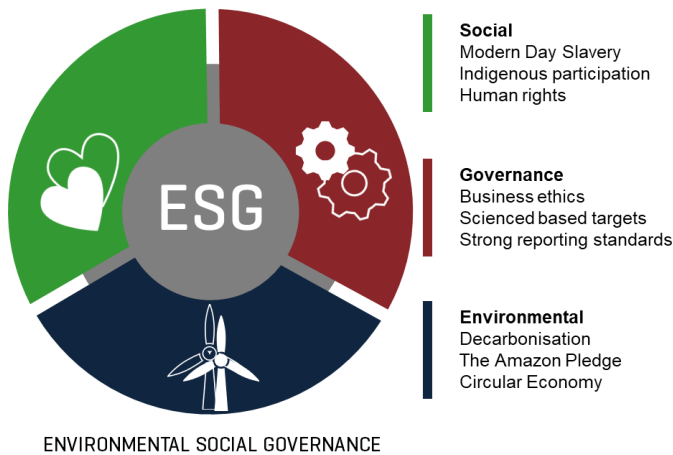 ESG
Social
Modern Day Slavery
Indigenous participation
Human rights
Governance
Business ethics
Scienced based targets
Strong reporting standards
Environmental
Decarbonisation
The Amazon Pledge
Circular Economy
ENVIRONMENTAL SOCIAL GOVERNANCE